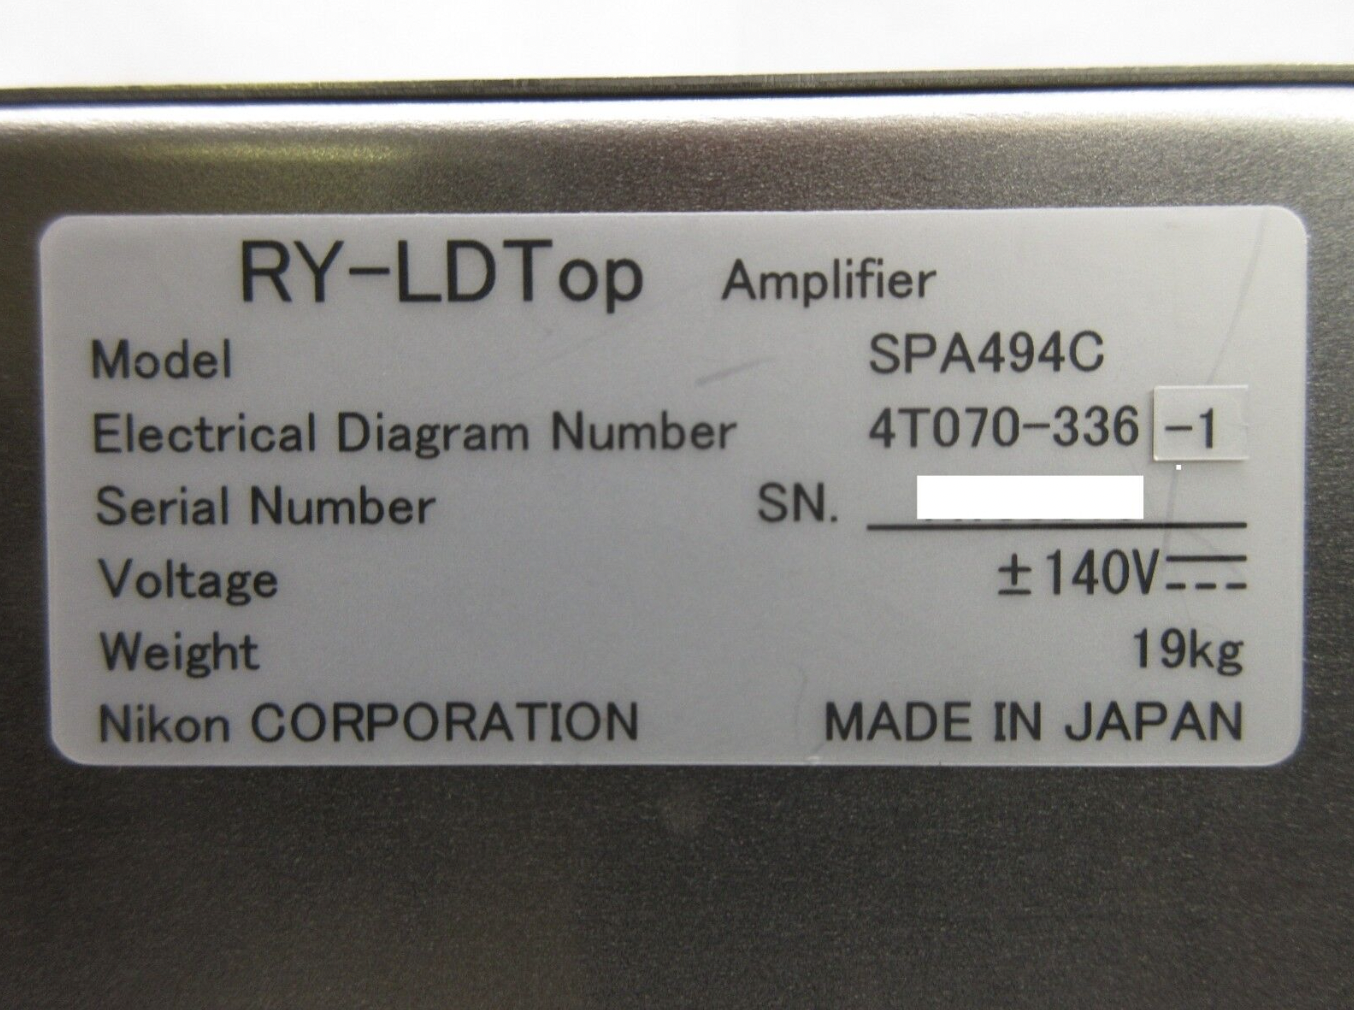 RY-LDTop Amplifier
Model SPA494C
Electrical Diagram Number 4T070-336 -1
Serial Number SN.
Voltage ±140V⎓
Weight 19kg
Nikon CORPORATION MADE IN JAPAN